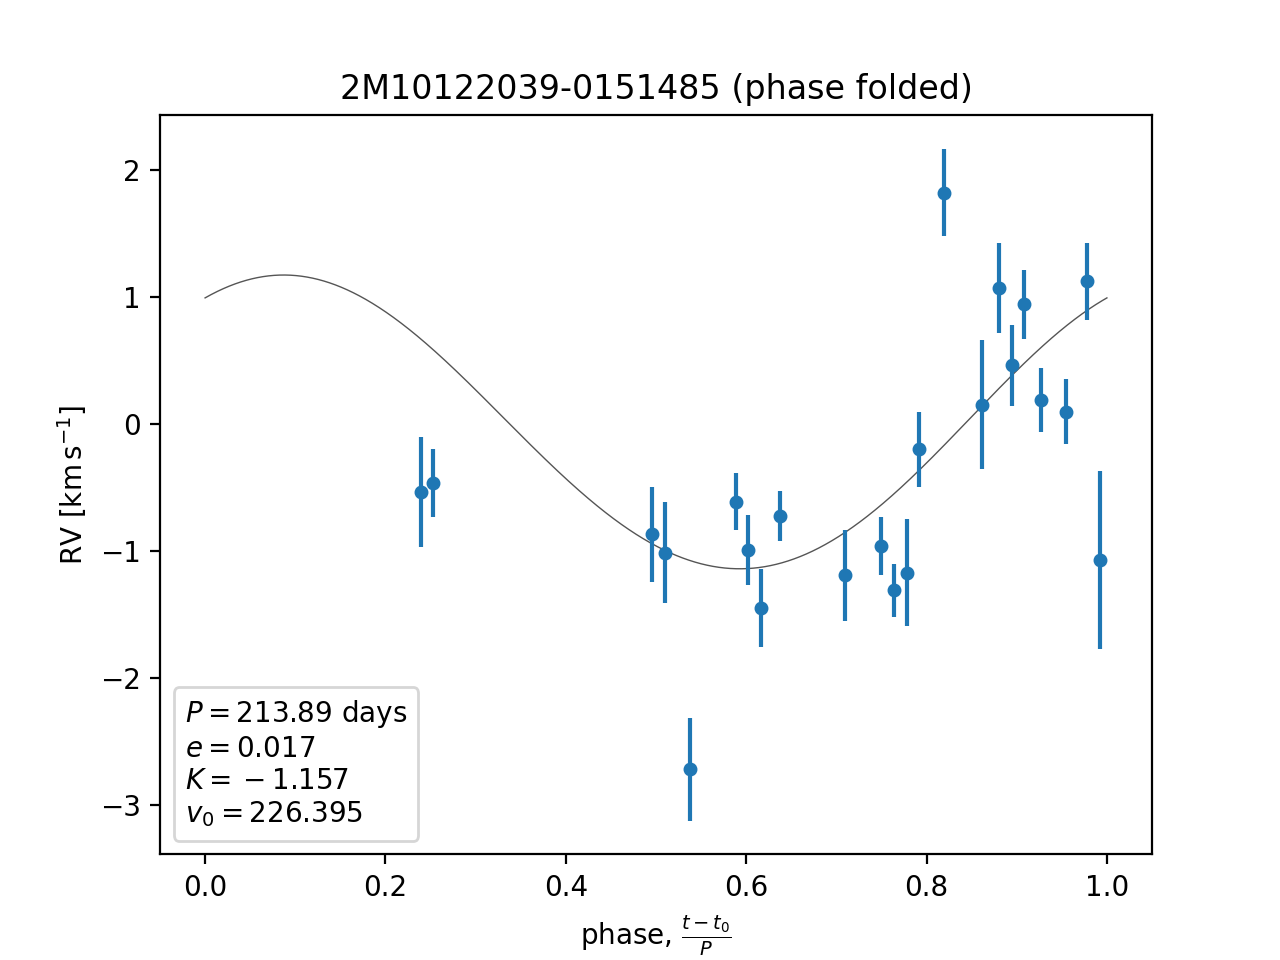 2M10122039-0151485 (phase folded)
2
1
0
−1
−2
−3
RV [km s⁻¹]
P = 213.89 days
e = 0.017
K = −1.157
v₀ = 226.395
0.0 0.2 0.4 0.6 0.8 1.0
phase, (t − t₀)/P